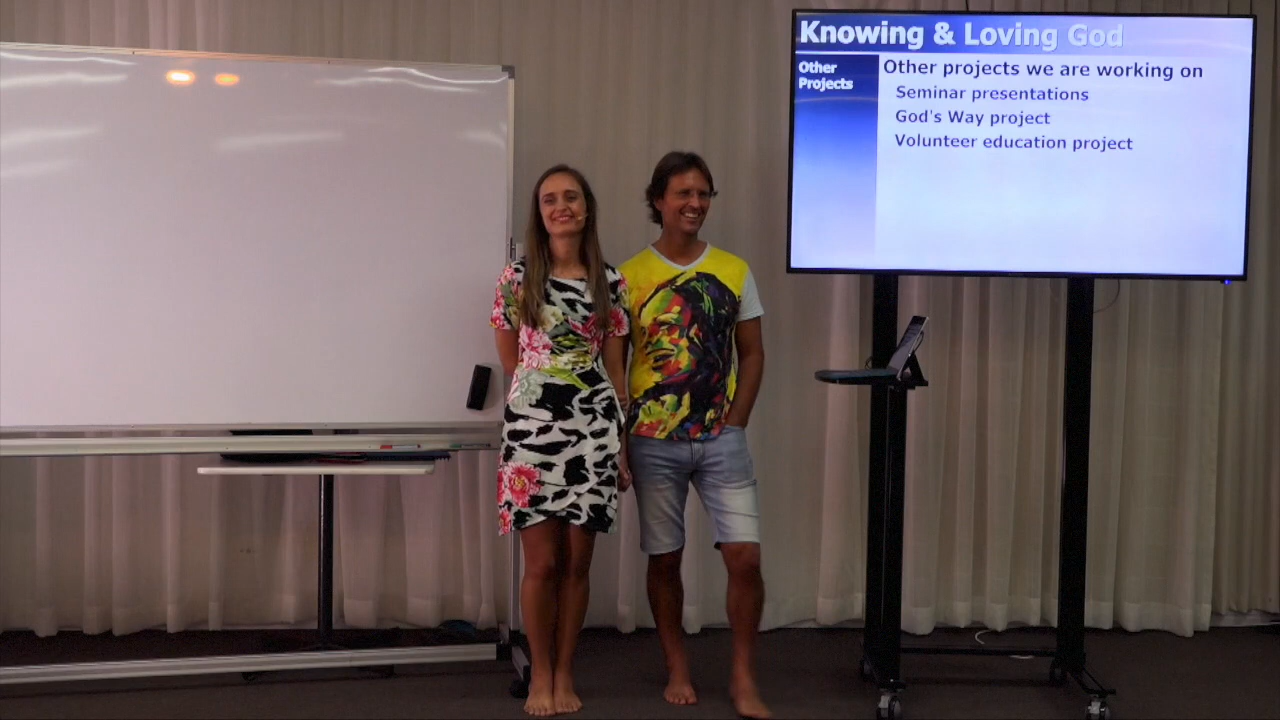 Knowing & Loving God
Other
Projects
Other projects we are working on
Seminar presentations
God's Way project
Volunteer education project